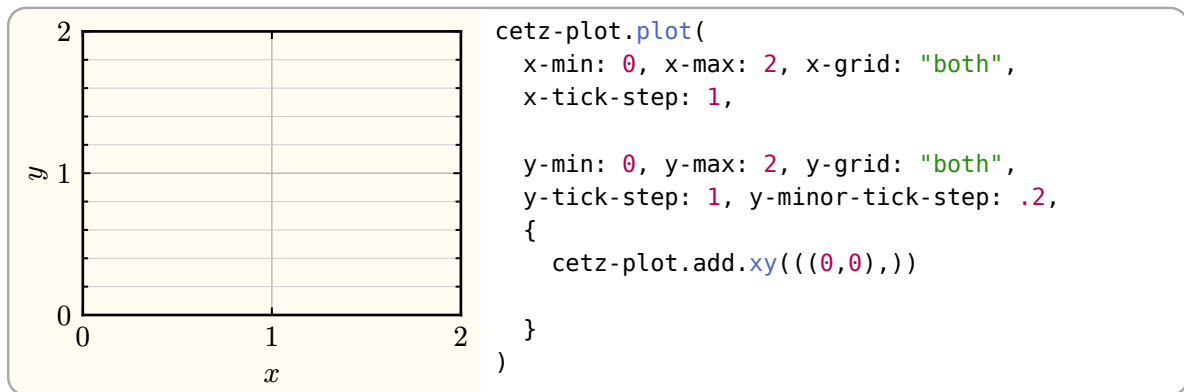 2
y
1
0
0
1
2
x
cetz-plot.plot(
  x-min: 0, x-max: 2, x-grid: "both",
  x-tick-step: 1,
  y-min: 0, y-max: 2, y-grid: "both",
  y-tick-step: 1, y-minor-tick-step: .2,
  {
    cetz-plot.add.xy(((0,0),))
  }
)